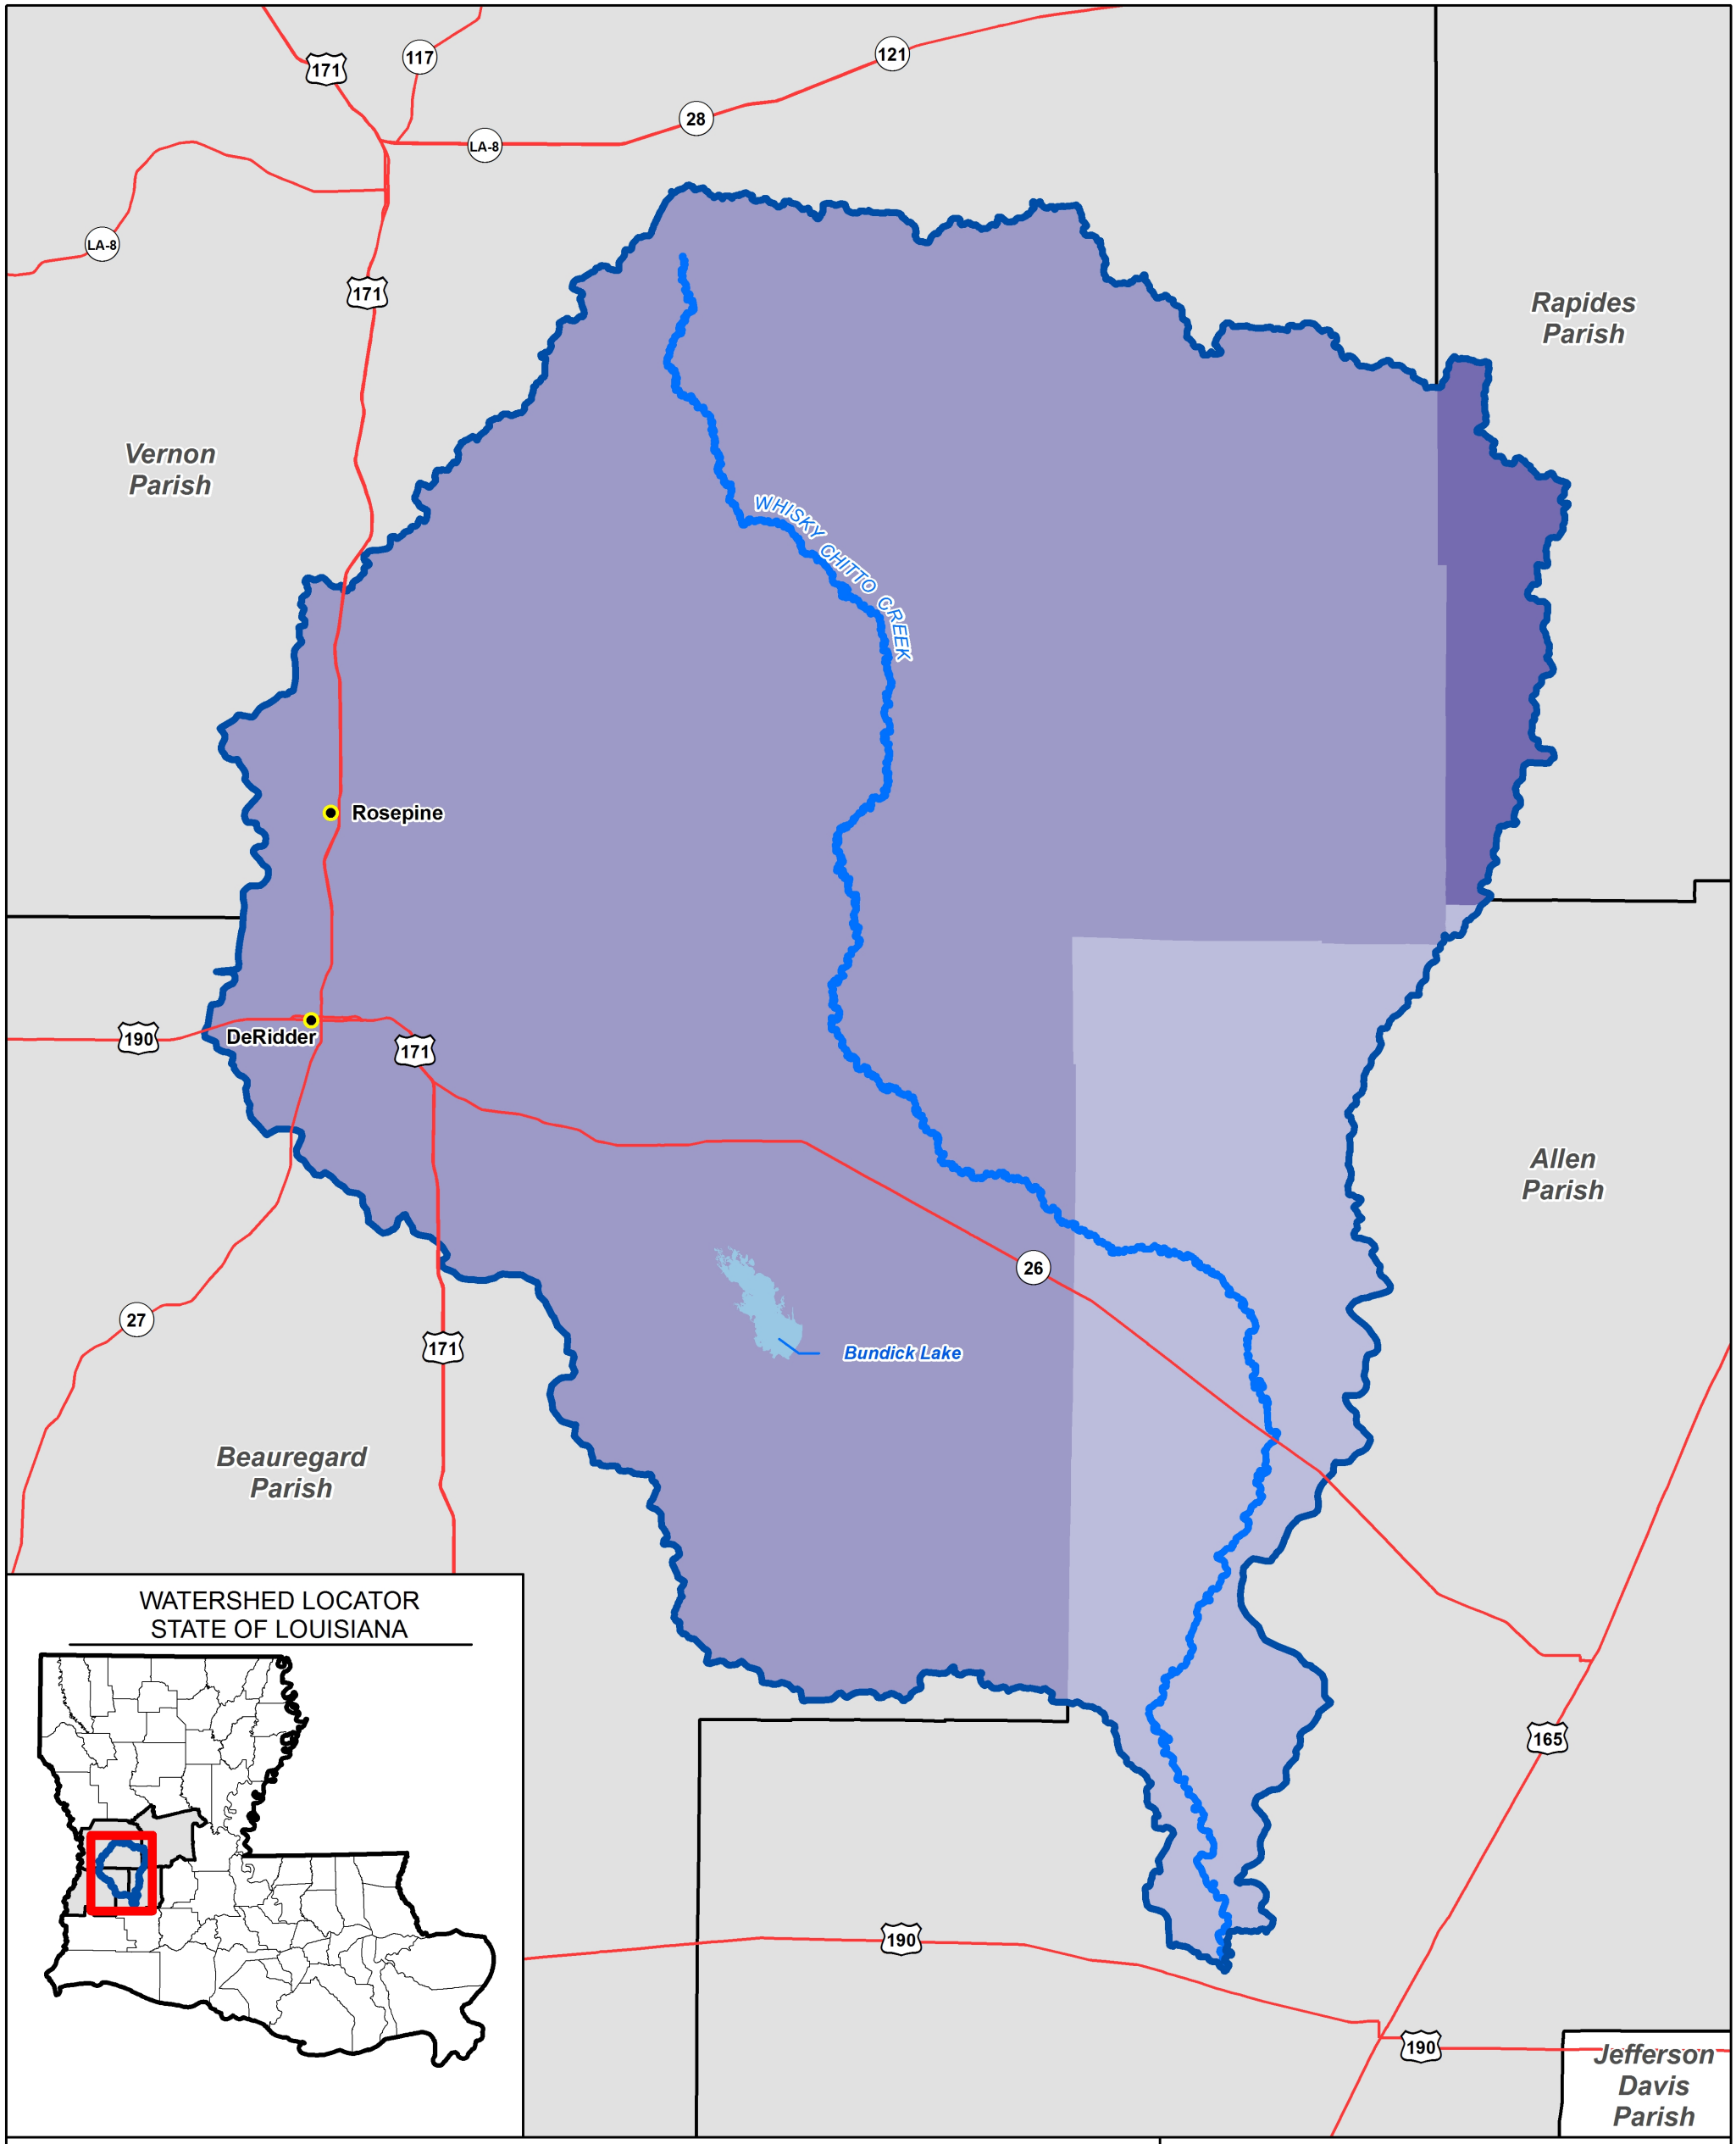 171
117
121
28
LA-8
LA-8
171
Rapides
Parish
Vernon
Parish
WHISKY CHITTO CREEK
Rosepine
190
DeRidder
171
Allen
Parish
26
27
171
Bundick Lake
Beauregard
Parish
WATERSHED LOCATOR
STATE OF LOUISIANA
165
190
190
Jefferson
Davis
Parish